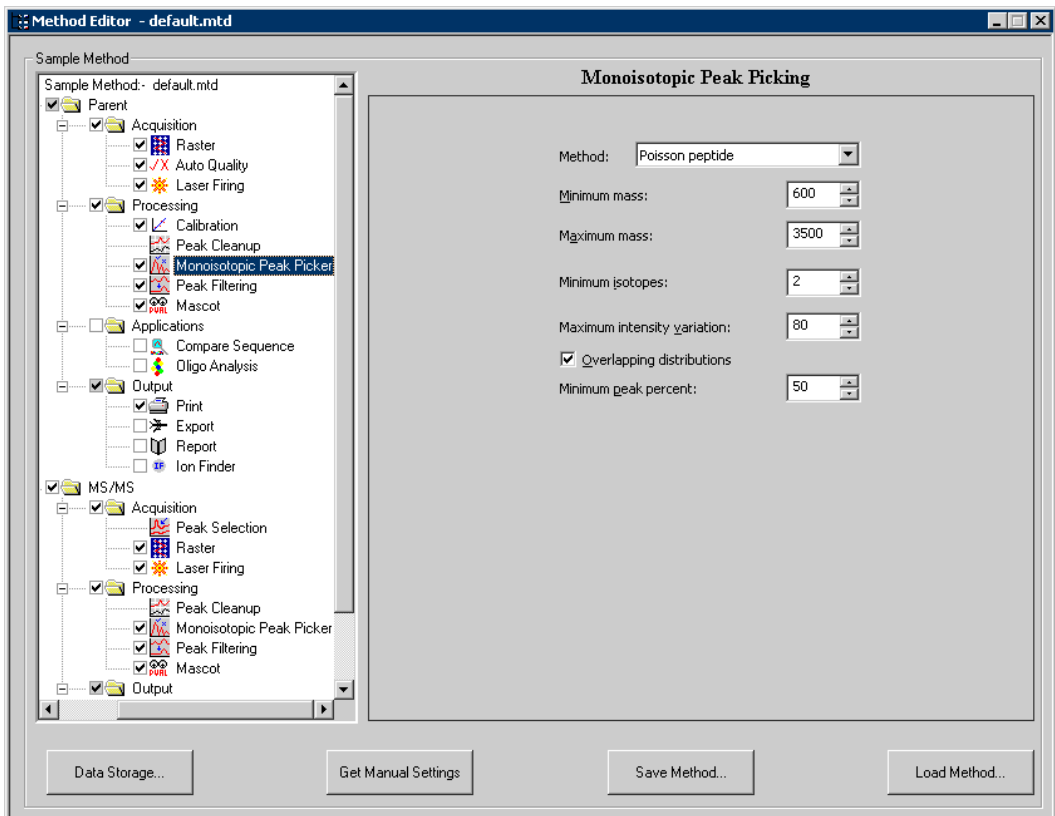 Method Editor - default.mtd
Sample Method
Sample Method:- default.mtd
Parent
Acquisition
Raster
Auto Quality
Laser Firing
Processing
Calibration
Peak Cleanup
Monoisotopic Peak Picker
Peak Filtering
Mascot
Applications
Compare Sequence
Oligo Analysis
Output
Print
Export
Report
IF Ion Finder
MS/MS
Acquisition
Peak Selection
Raster
Laser Firing
Processing
Peak Cleanup
Monoisotopic Peak Picker
Peak Filtering
Mascot
Output
Monoisotopic Peak Picking
Method: Poisson peptide
Minimum mass: 600
Maximum mass: 3500
Minimum isotopes: 2
Maximum intensity variation: 80
Overlapping distributions
Minimum peak percent: 50
Data Storage... Get Manual Settings Save Method... Load Method...